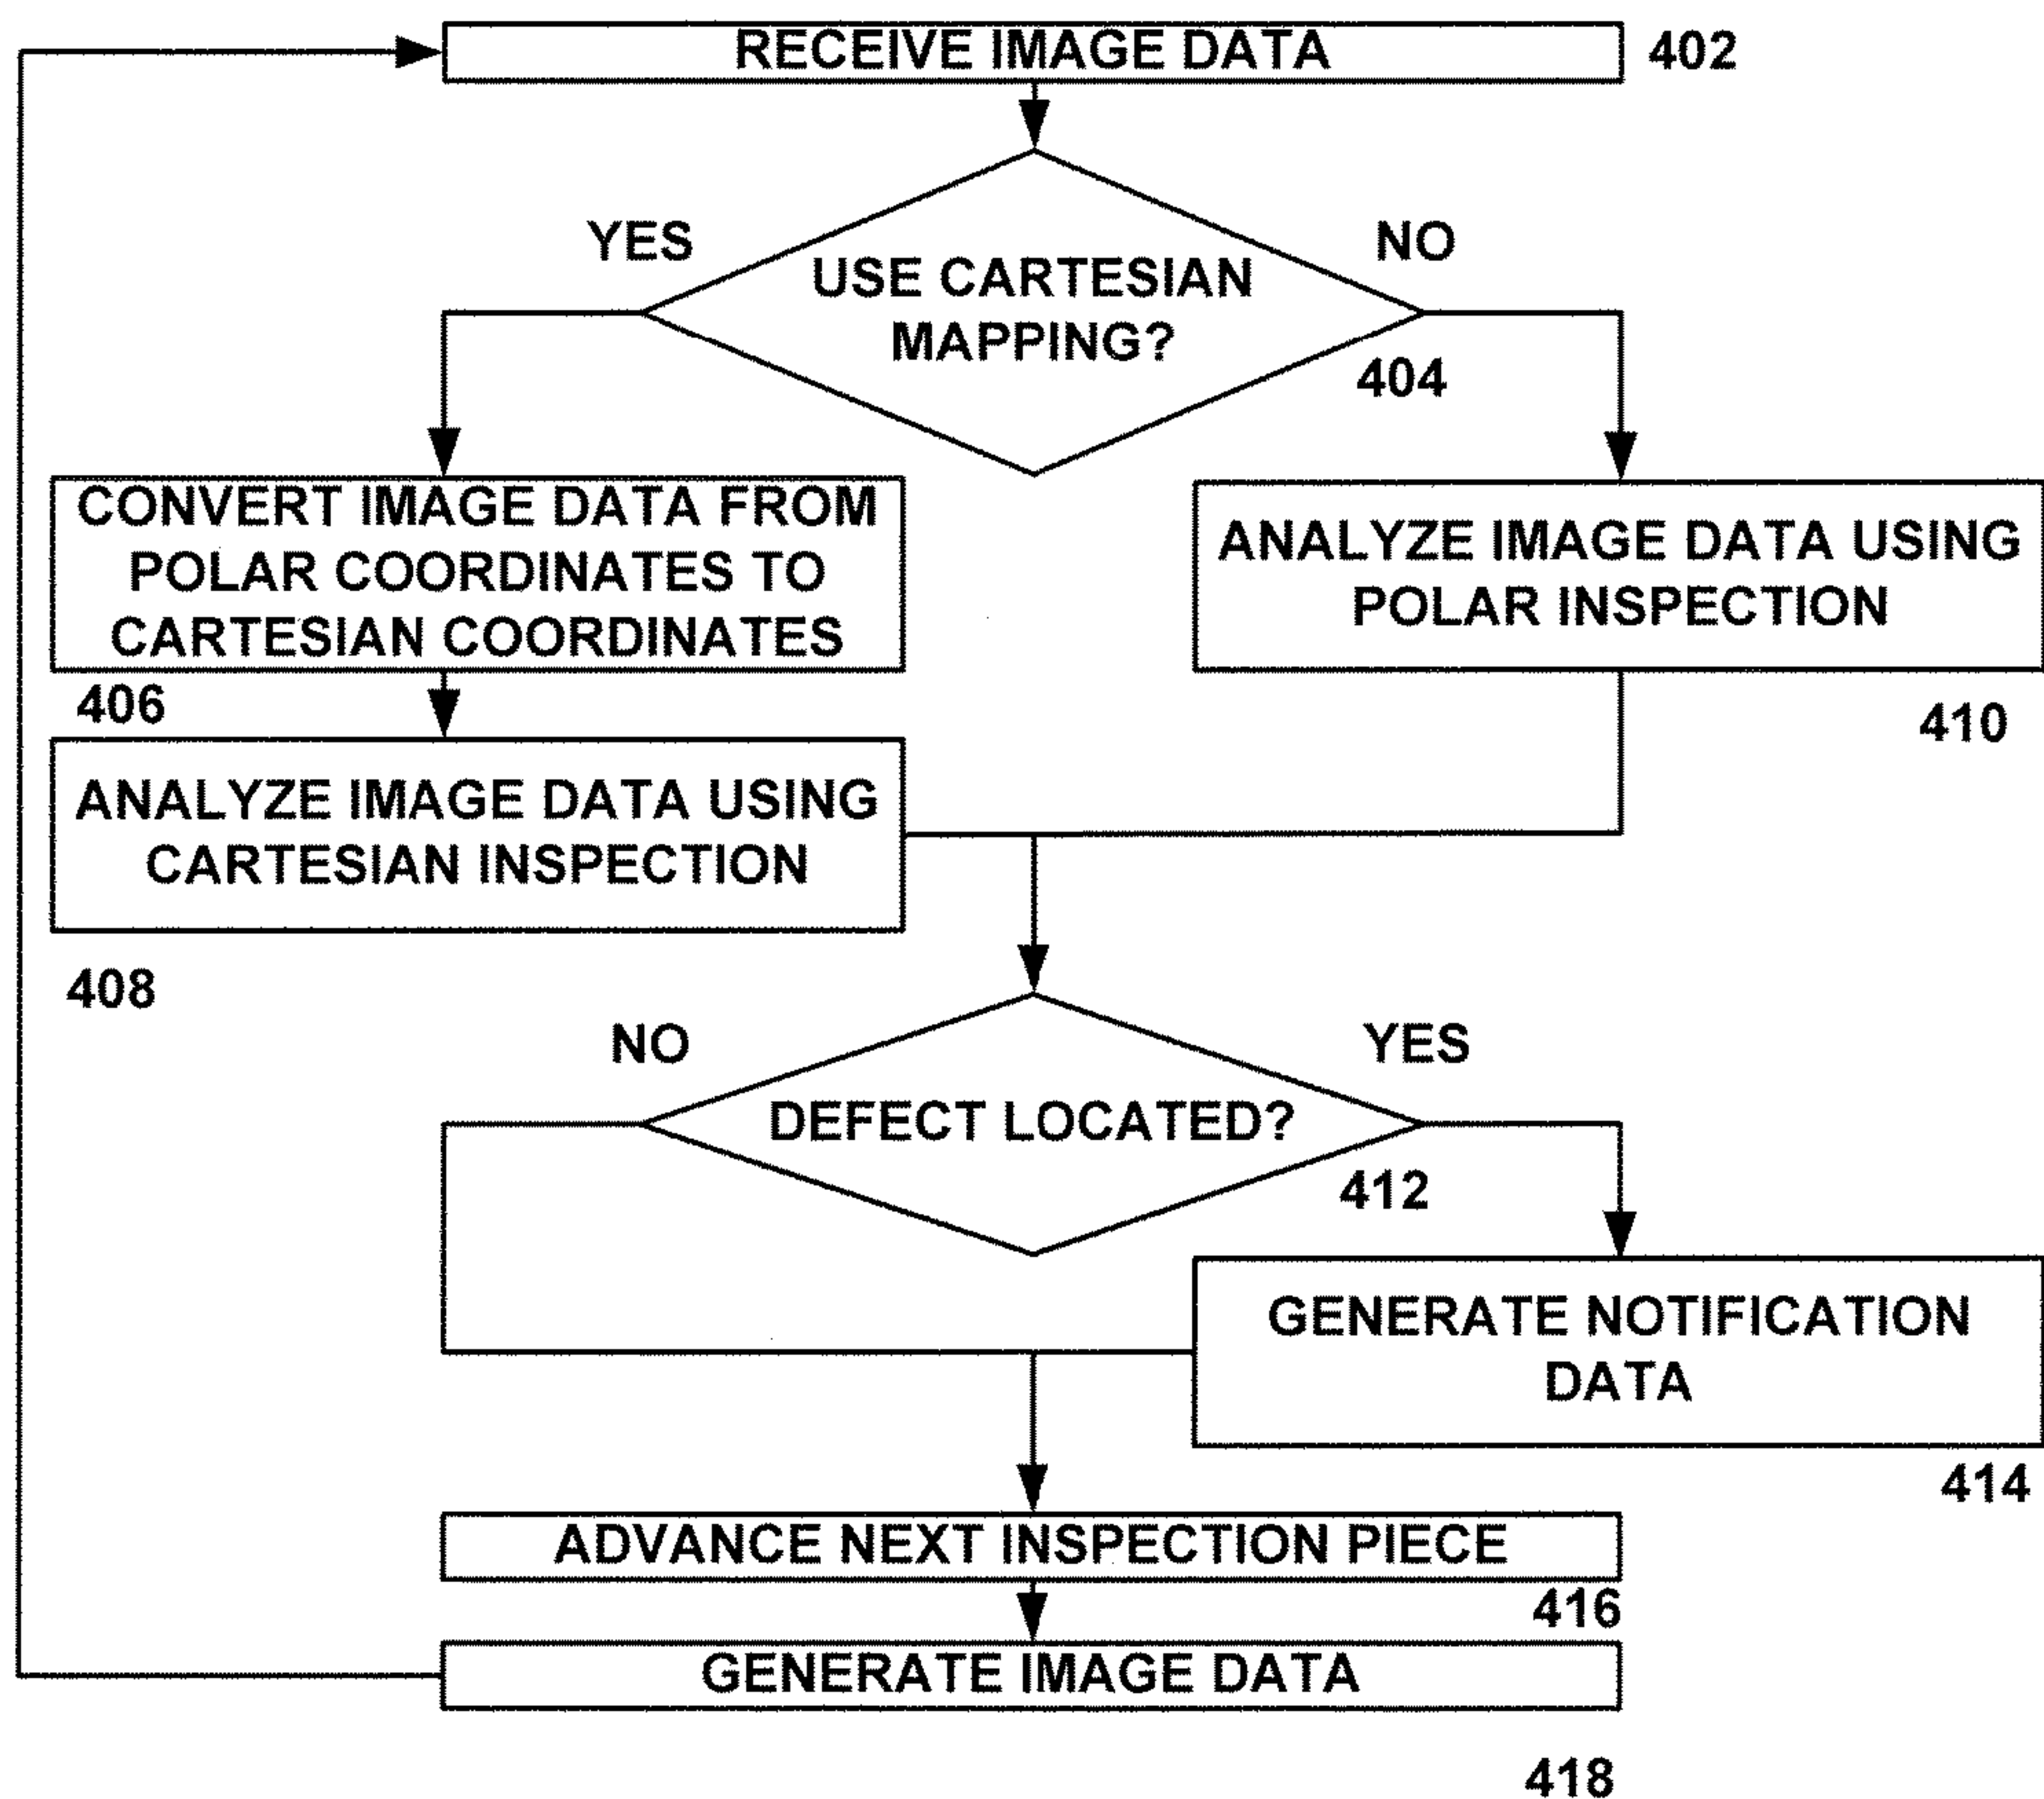 RECEIVE IMAGE DATA
402
YES
NO
USE CARTESIAN
MAPPING?
404
CONVERT IMAGE DATA FROM
POLAR COORDINATES TO
CARTESIAN COORDINATES
406
ANALYZE IMAGE DATA USING
POLAR INSPECTION
410
ANALYZE IMAGE DATA USING
CARTESIAN INSPECTION
408
NO
YES
DEFECT LOCATED?
412
GENERATE NOTIFICATION
DATA
414
ADVANCE NEXT INSPECTION PIECE
416
GENERATE IMAGE DATA
418